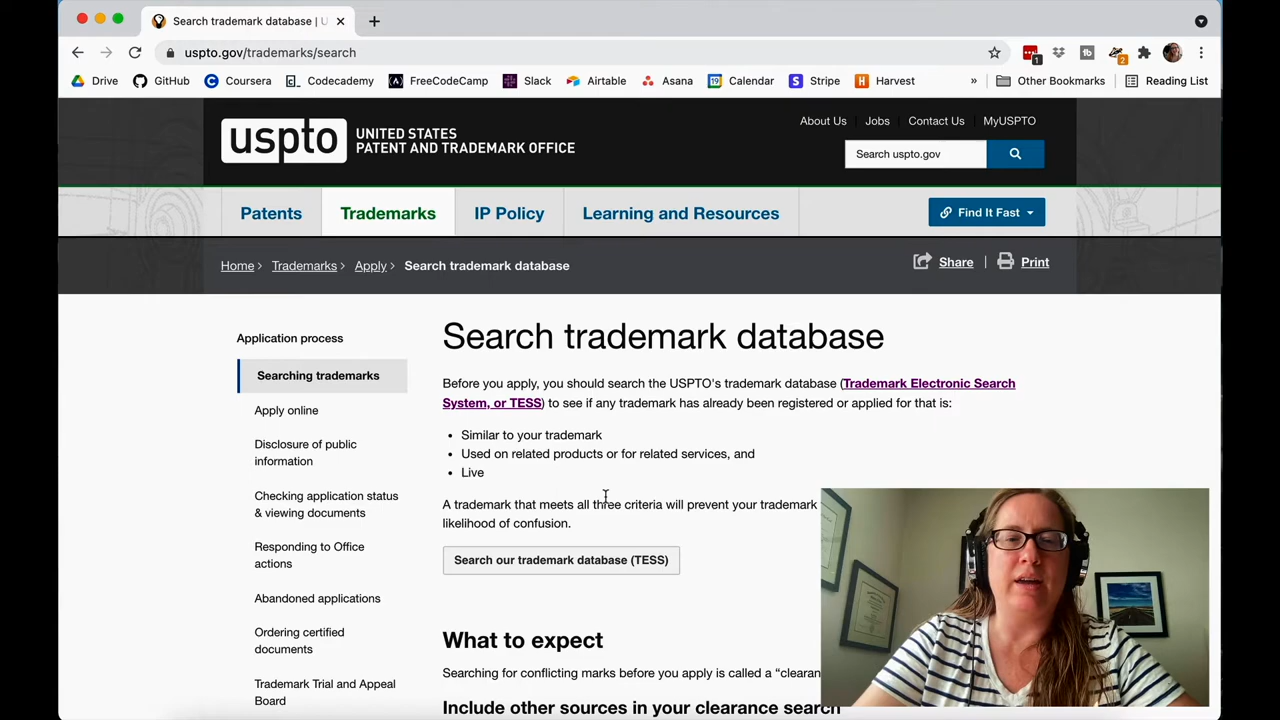 Search trademark database | U
uspto.gov/trademarks/search
1
2
Drive
GitHub
Coursera
Codecademy
FreeCodeCamp
Slack
Airtable
Asana
Calendar
Stripe
Harvest
»
Other Bookmarks
Reading List
About Us
Jobs
Contact Us
MyUSPTO
uspto
UNITED STATES
PATENT AND TRADEMARK OFFICE
Search uspto.gov
Patents
Trademarks
IP Policy
Learning and Resources
Find It Fast
Home > Trademarks > Apply > Search trademark database
Share | Print
Application process
Searching trademarks
Apply online
Disclosure of public
information
Checking application status
& viewing documents
Responding to Office
actions
Abandoned applications
Ordering certified
documents
Trademark Trial and Appeal
Board
Search trademark database
Before you apply, you should search the USPTO's trademark database (Trademark Electronic Search
System, or TESS) to see if any trademark has already been registered or applied for that is:
• Similar to your trademark
• Used on related products or for related services, and
• Live
A trademark that meets all three criteria will prevent your trademark
likelihood of confusion.
Search our trademark database (TESS)
What to expect
Searching for conflicting marks before you apply is called a “clearan
Include other sources in your clearance search